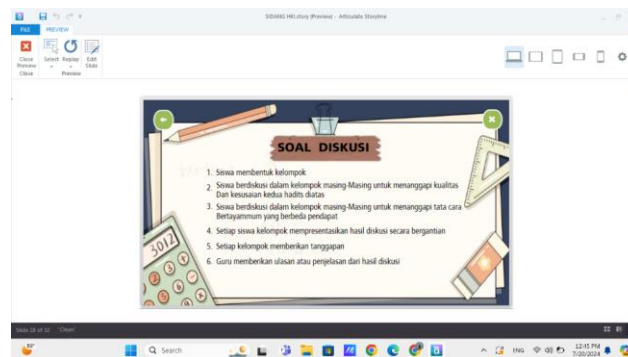 SIDANG HKI.story (Preview) - Articulate Storyline
FILE PREVIEW
Close Preview
Select
Replay
Edit Slide
Close
Preview
SOAL DISKUSI
1. Siswa membentuk kelompok
2. Siswa berdiskusi dalam kelompok masing-Masing untuk menanggapi kualitas
Dan kesusaian kedua hadits diatas
3. Siswa berdiskusi dalam kelompok masing-Masing untuk menanggapi tata cara
Bertayammum yang berbeda pendapat
4. Setiap siswa kelompok mempresentasikan hasil diskusi secara bergantian
5. Setiap kelompok memberikan tanggapan
6. Guru memberikan ulasan atau penjelasan dari hasil diskusi
3012
Search
ENG
12:45 PM
7/20/2024